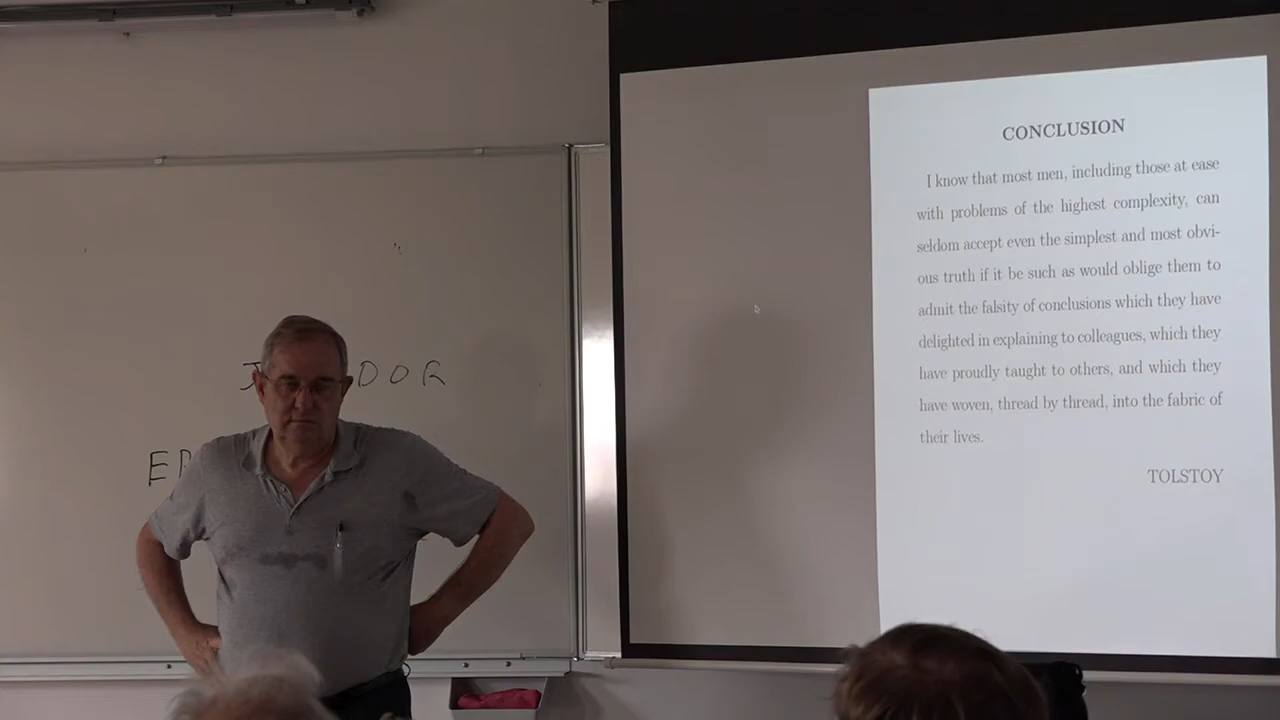 CONCLUSION
I know that most men, including those at ease
with problems of the highest complexity, can
seldom accept even the simplest and most obvi-
ous truth if it be such as would oblige them to
admit the falsity of conclusions which they have
delighted in explaining to colleagues, which they
have proudly taught to others, and which they
have woven, thread by thread, into the fabric of
their lives.
TOLSTOY